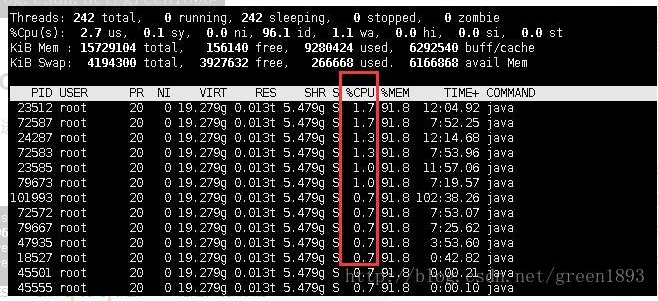 Threads: 242 total, 0 running, 242 sleeping, 0 stopped, 0 zombie
%Cpu(s): 2.7 us, 0.1 sy, 0.0 ni, 96.1 id, 1.1 wa, 0.0 hi, 0.0 si, 0.0 st
KiB Mem : 15729104 total, 156140 free, 9280424 used, 6292540 buff/cache
KiB Swap: 4194300 total, 3927632 free, 266668 used. 6166868 avail Mem
PID USER PR NI VIRT RES SHR S %CPU %MEM TIME+ COMMAND
23512 root 20 0 19.279g 0.013t 5.479g S 1.7 91.8 12:04.92 java
72587 root 20 0 19.279g 0.013t 5.479g S 1.7 91.8 7:52.25 java
24287 root 20 0 19.279g 0.013t 5.479g S 1.3 91.8 12:14.68 java
72583 root 20 0 19.279g 0.013t 5.479g S 1.3 91.8 7:53.96 java
23585 root 20 0 19.279g 0.013t 5.479g S 1.0 91.8 11:57.06 java
79673 root 20 0 19.279g 0.013t 5.479g S 1.0 91.8 7:19.57 java
101993 root 20 0 19.279g 0.013t 5.479g S 0.7 91.8 102:38.26 java
72572 root 20 0 19.279g 0.013t 5.479g S 0.7 91.8 7:53.07 java
79667 root 20 0 19.279g 0.013t 5.479g S 0.7 91.8 7:25.62 java
47935 root 20 0 19.279g 0.013t 5.479g S 0.7 91.8 3:53.60 java
18527 root 20 0 19.279g 0.013t 5.479g S 0.7 91.8 0:42.82 java
45501 root 20 0 19.279g 0.013t 5.479g S 0.7 91.8 java
45555 root 20 0 19.279g 0.013t 5.479g S 0.7 91.8 0:00.10 java
http://blog.csdn.net/green1893